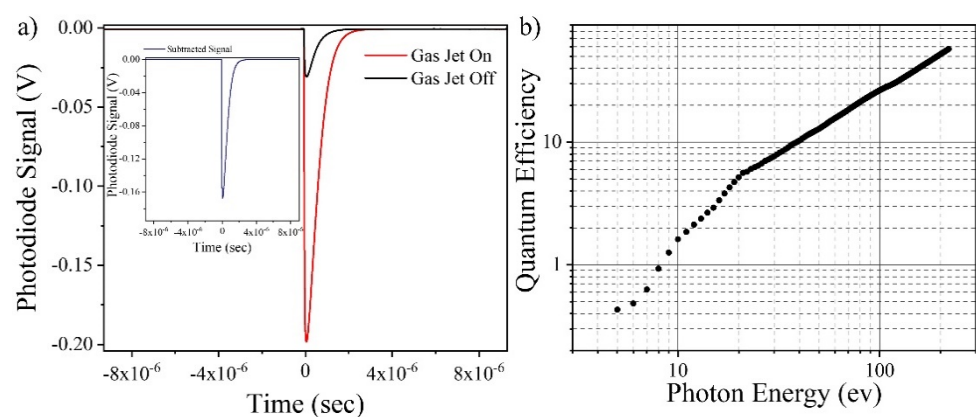 a)
0.00
-0.05
-0.10
-0.15
-0.20
Photodiode Signal (V)
-8x10-6
-4x10-6
0
4x10-6
8x10-6
Time (sec)
Gas Jet On
Gas Jet Off
Subtracted Signal
0.00
-0.04
-0.08
-0.12
-0.16
Photodiode Signal (V)
-8x10-6
-4x10-6
0
4x10-6
8x10-6
Time (sec)
b)
10
1
Quantum Efficiency
10
100
Photon Energy (ev)